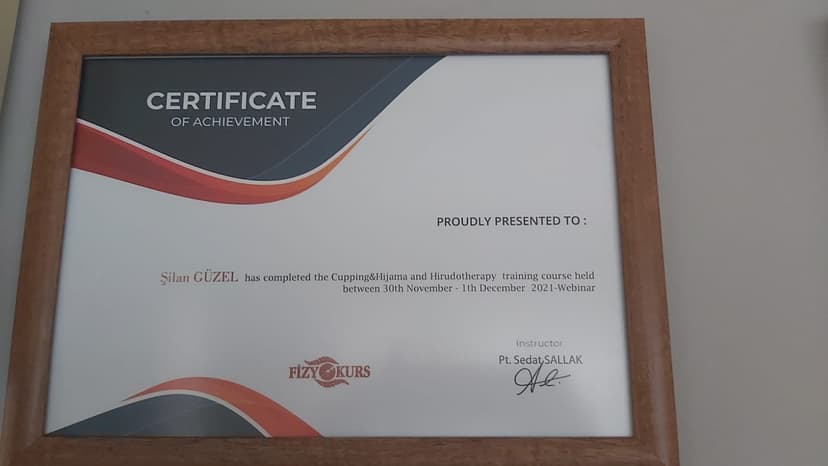 CERTIFICATE
OF ACHIEVEMENT
PROUDLY PRESENTED TO :
Şilan GÜZEL has completed the Cupping&Hijama and Hirudotherapy training course held
between 30th November - 1th December 2021-Webinar
Instructor
Pt. Sedat SALLAK
FİZYOKURS